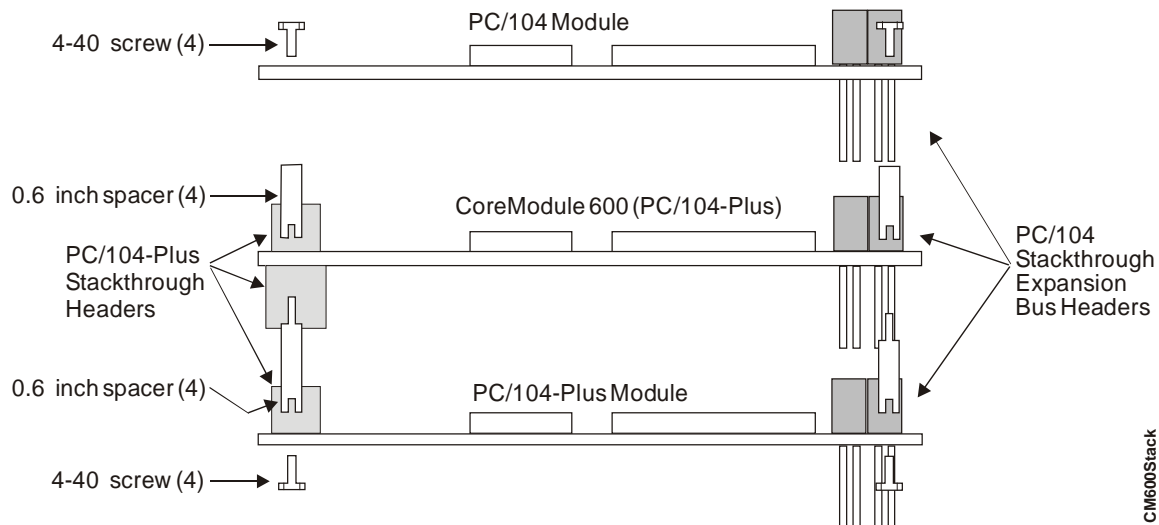 PC/104 Module
4-40 screw (4)
0.6 inch spacer (4)
CoreModule 600 (PC/104-Plus)
PC/104-Plus
Stackthrough
Headers
PC/104
Stackthrough
Expansion
Bus Headers
0.6 inch spacer (4)
PC/104-Plus Module
4-40 screw (4)
CM600Stack